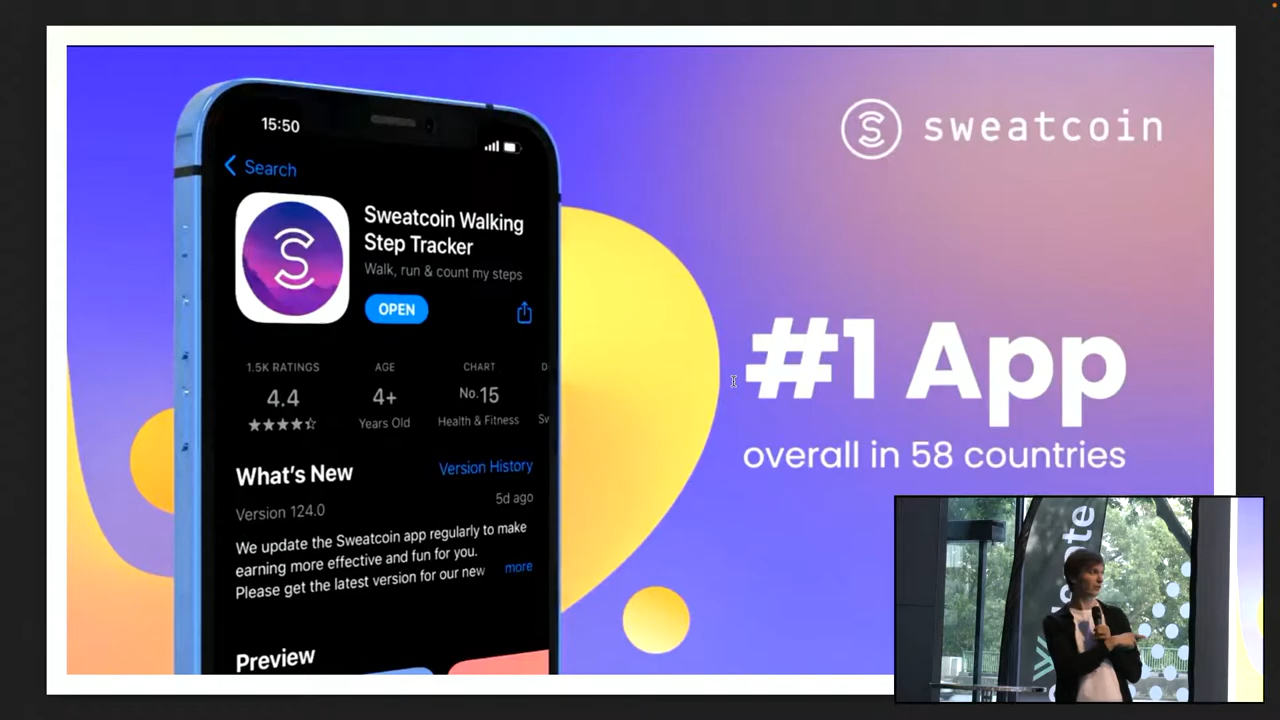 15:50
Search
Sweatcoin Walking
Step Tracker
Walk, run & count my steps
OPEN
1.5K RATINGS
4.4
AGE
4+
Years Old
CHART
No.15
Health & Fitness
D
Sv
What's New
Version History
Version 124.0
5d ago
We update the Sweatcoin app regularly to make
earning more effective and fun for you.
Please get the latest version for our new
more
Preview
sweatcoin
#1 App
overall in 58 countries